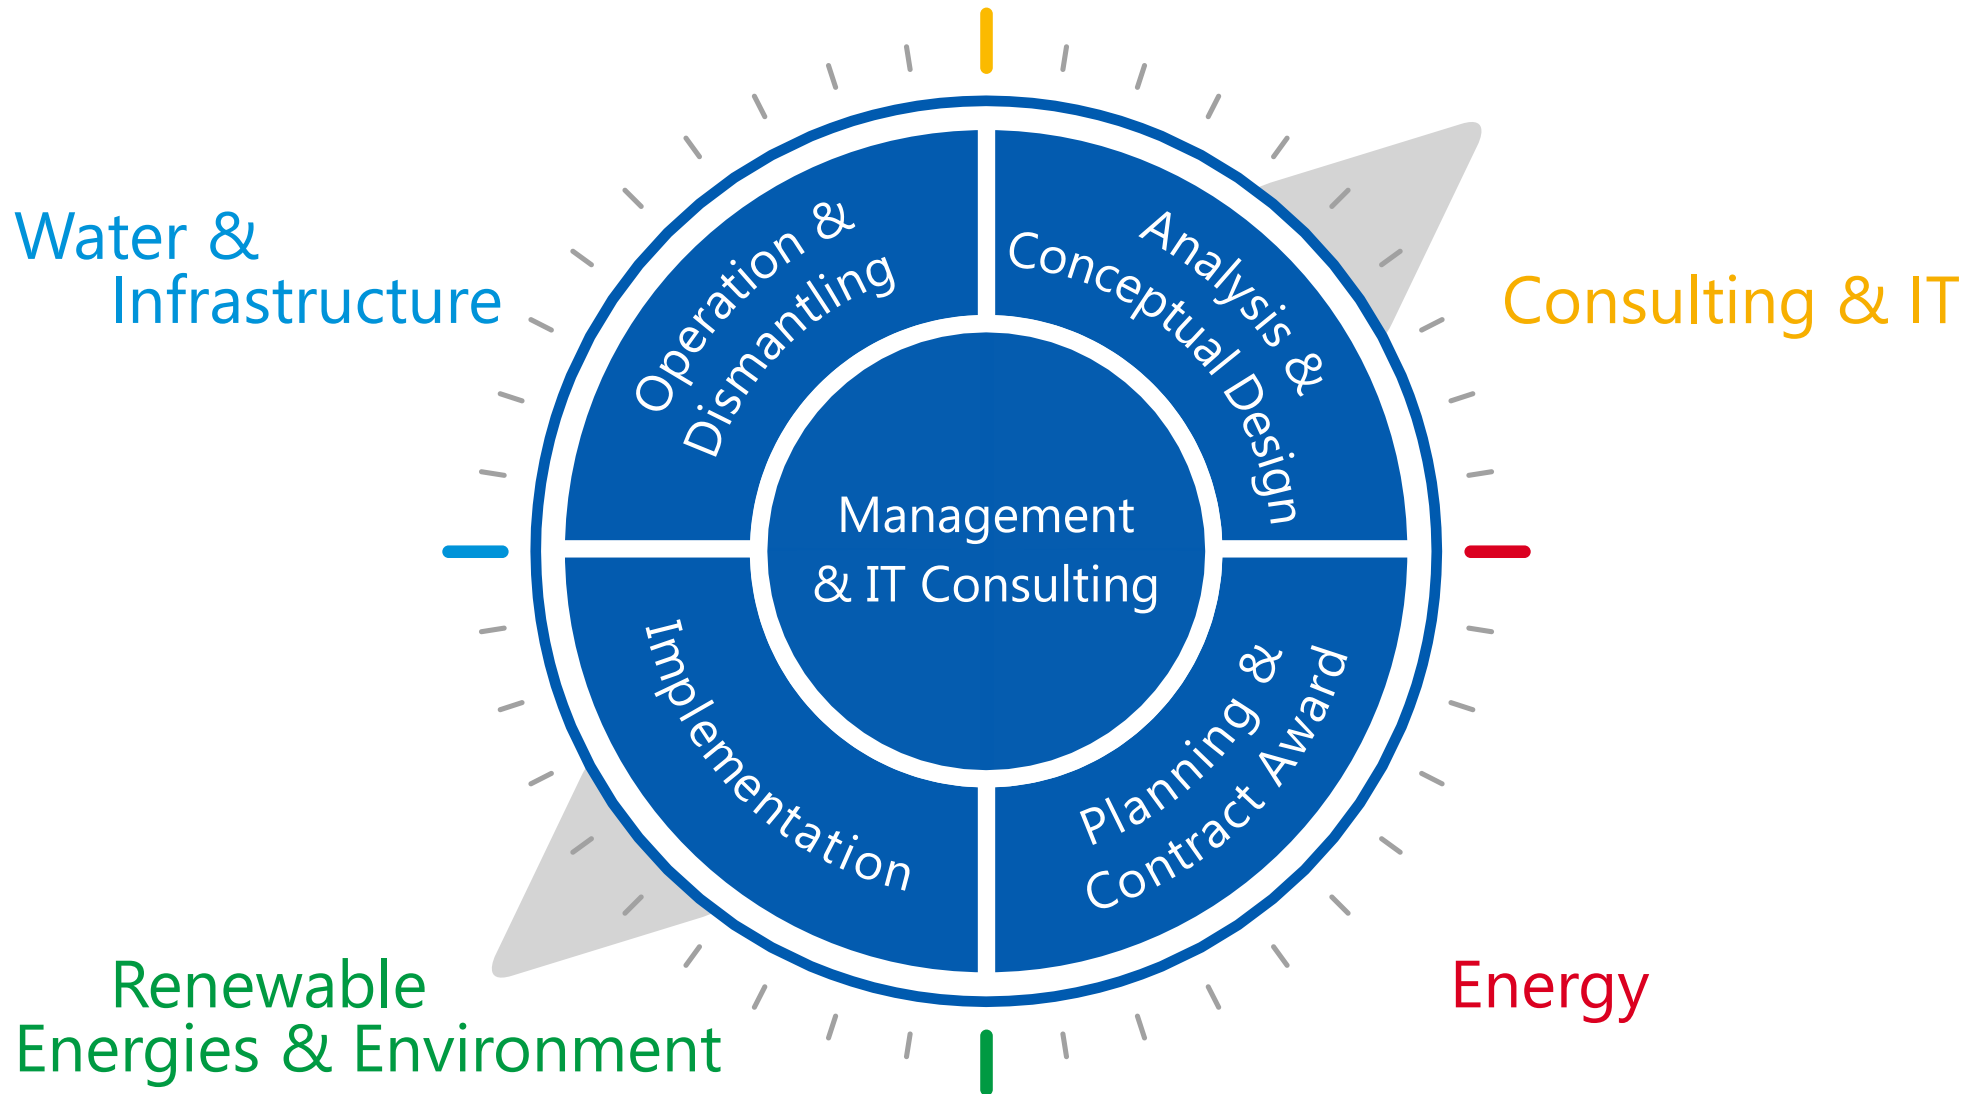 Water &
Infrastructure
Consulting & IT
Operation &
Dismantling
Analysis &
Conceptual Design
Management
& IT Consulting
Implementation
Planning &
Contract Award
Renewable
Energies & Environment
Energy